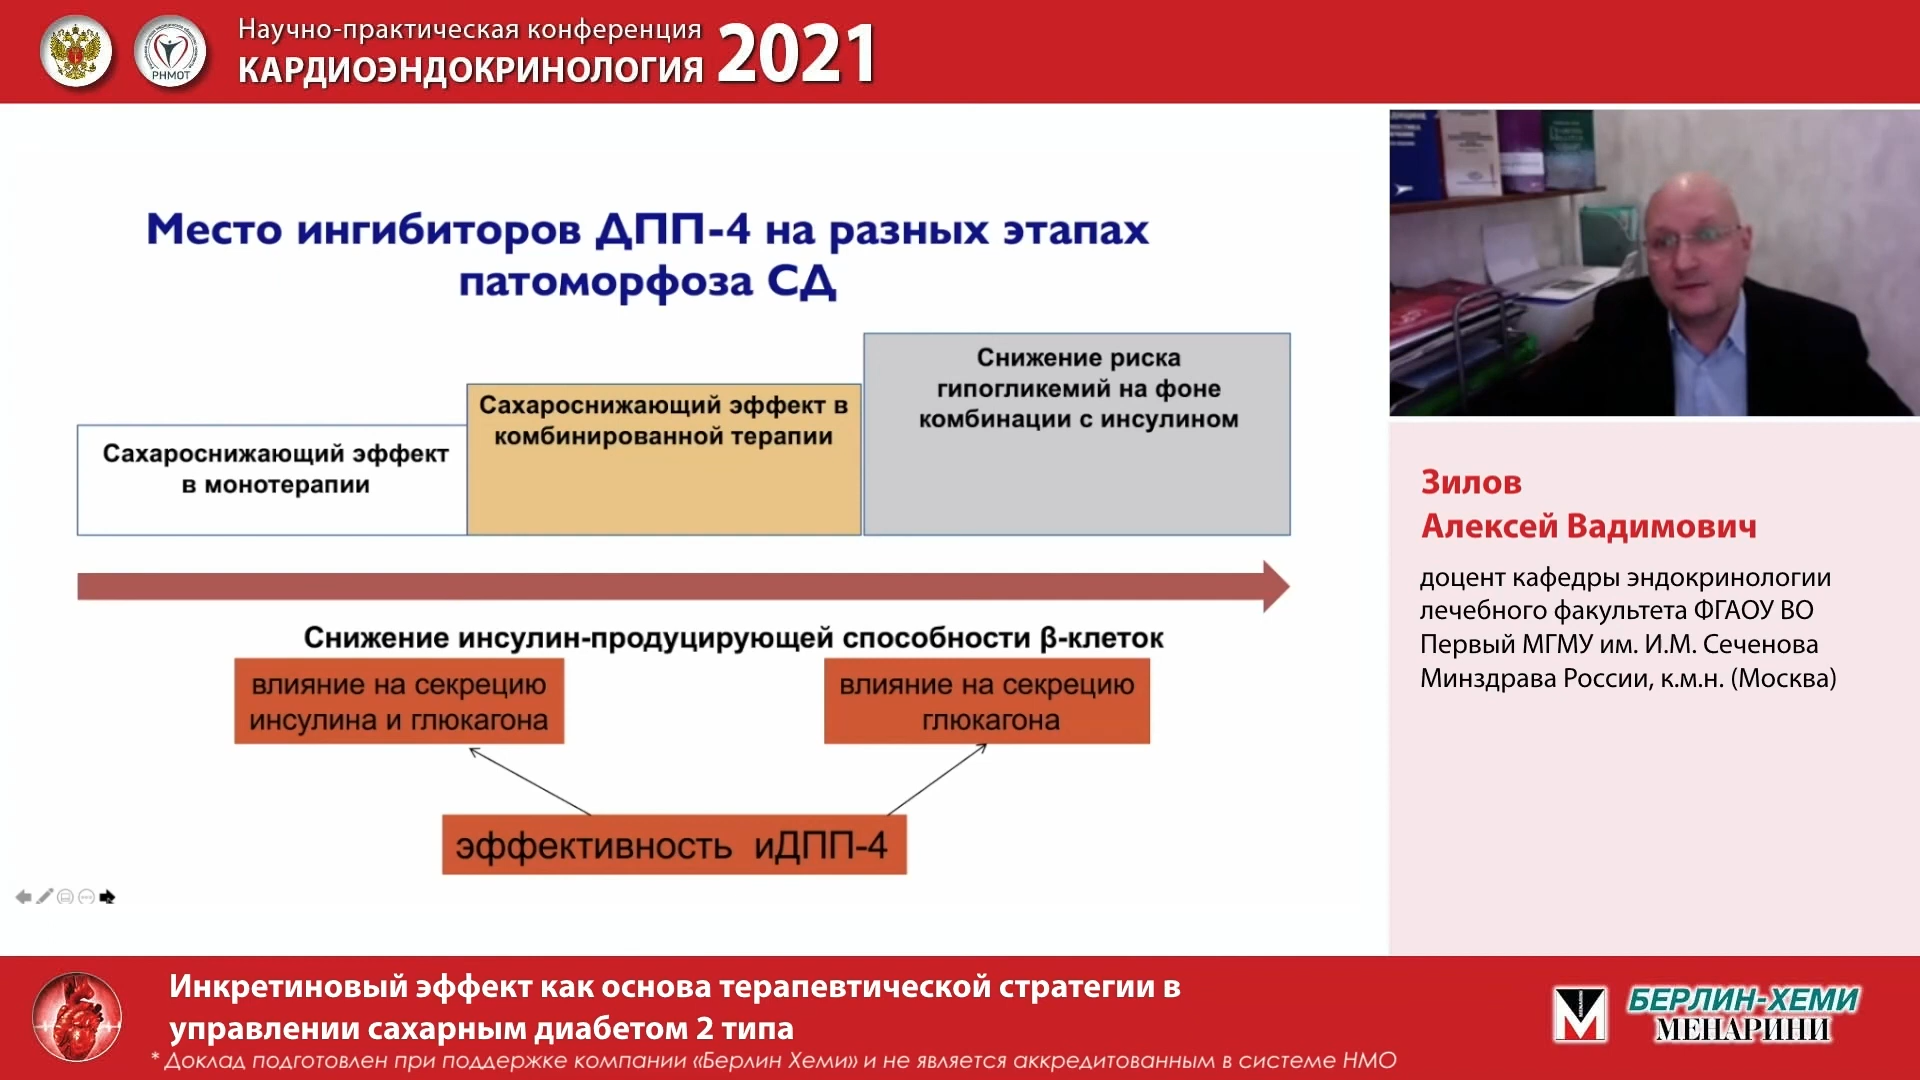 Научно-практическая конференция
КАРДИОЭНДОКРИНОЛОГИЯ 2021
РНМОТ
Место ингибиторов ДПП-4 на разных этапах
патоморфоза СД
Сахароснижающий эффект
в монотерапии
Сахароснижающий эффект в
комбинированной терапии
Снижение риска
гипогликемий на фоне
комбинации с инсулином
Снижение инсулин-продуцирующей способности β-клеток
влияние на секрецию
инсулина и глюкагона
влияние на секрецию
глюкагона
эффективность иДПП-4
Зилов
Алексей Вадимович
доцент кафедры эндокринологии
лечебного факультета ФГАОУ ВО
Первый МГМУ им. И.М. Сеченова
Минздрава России, к.м.н. (Москва)
Инкретиновый эффект как основа терапевтической стратегии в
управлении сахарным диабетом 2 типа
* Доклад подготовлен при поддержке компании «Берлин Хеми» и не является аккредитованным в системе НМО
БЕРЛИН-ХЕМИ
МЕНАРИНИ